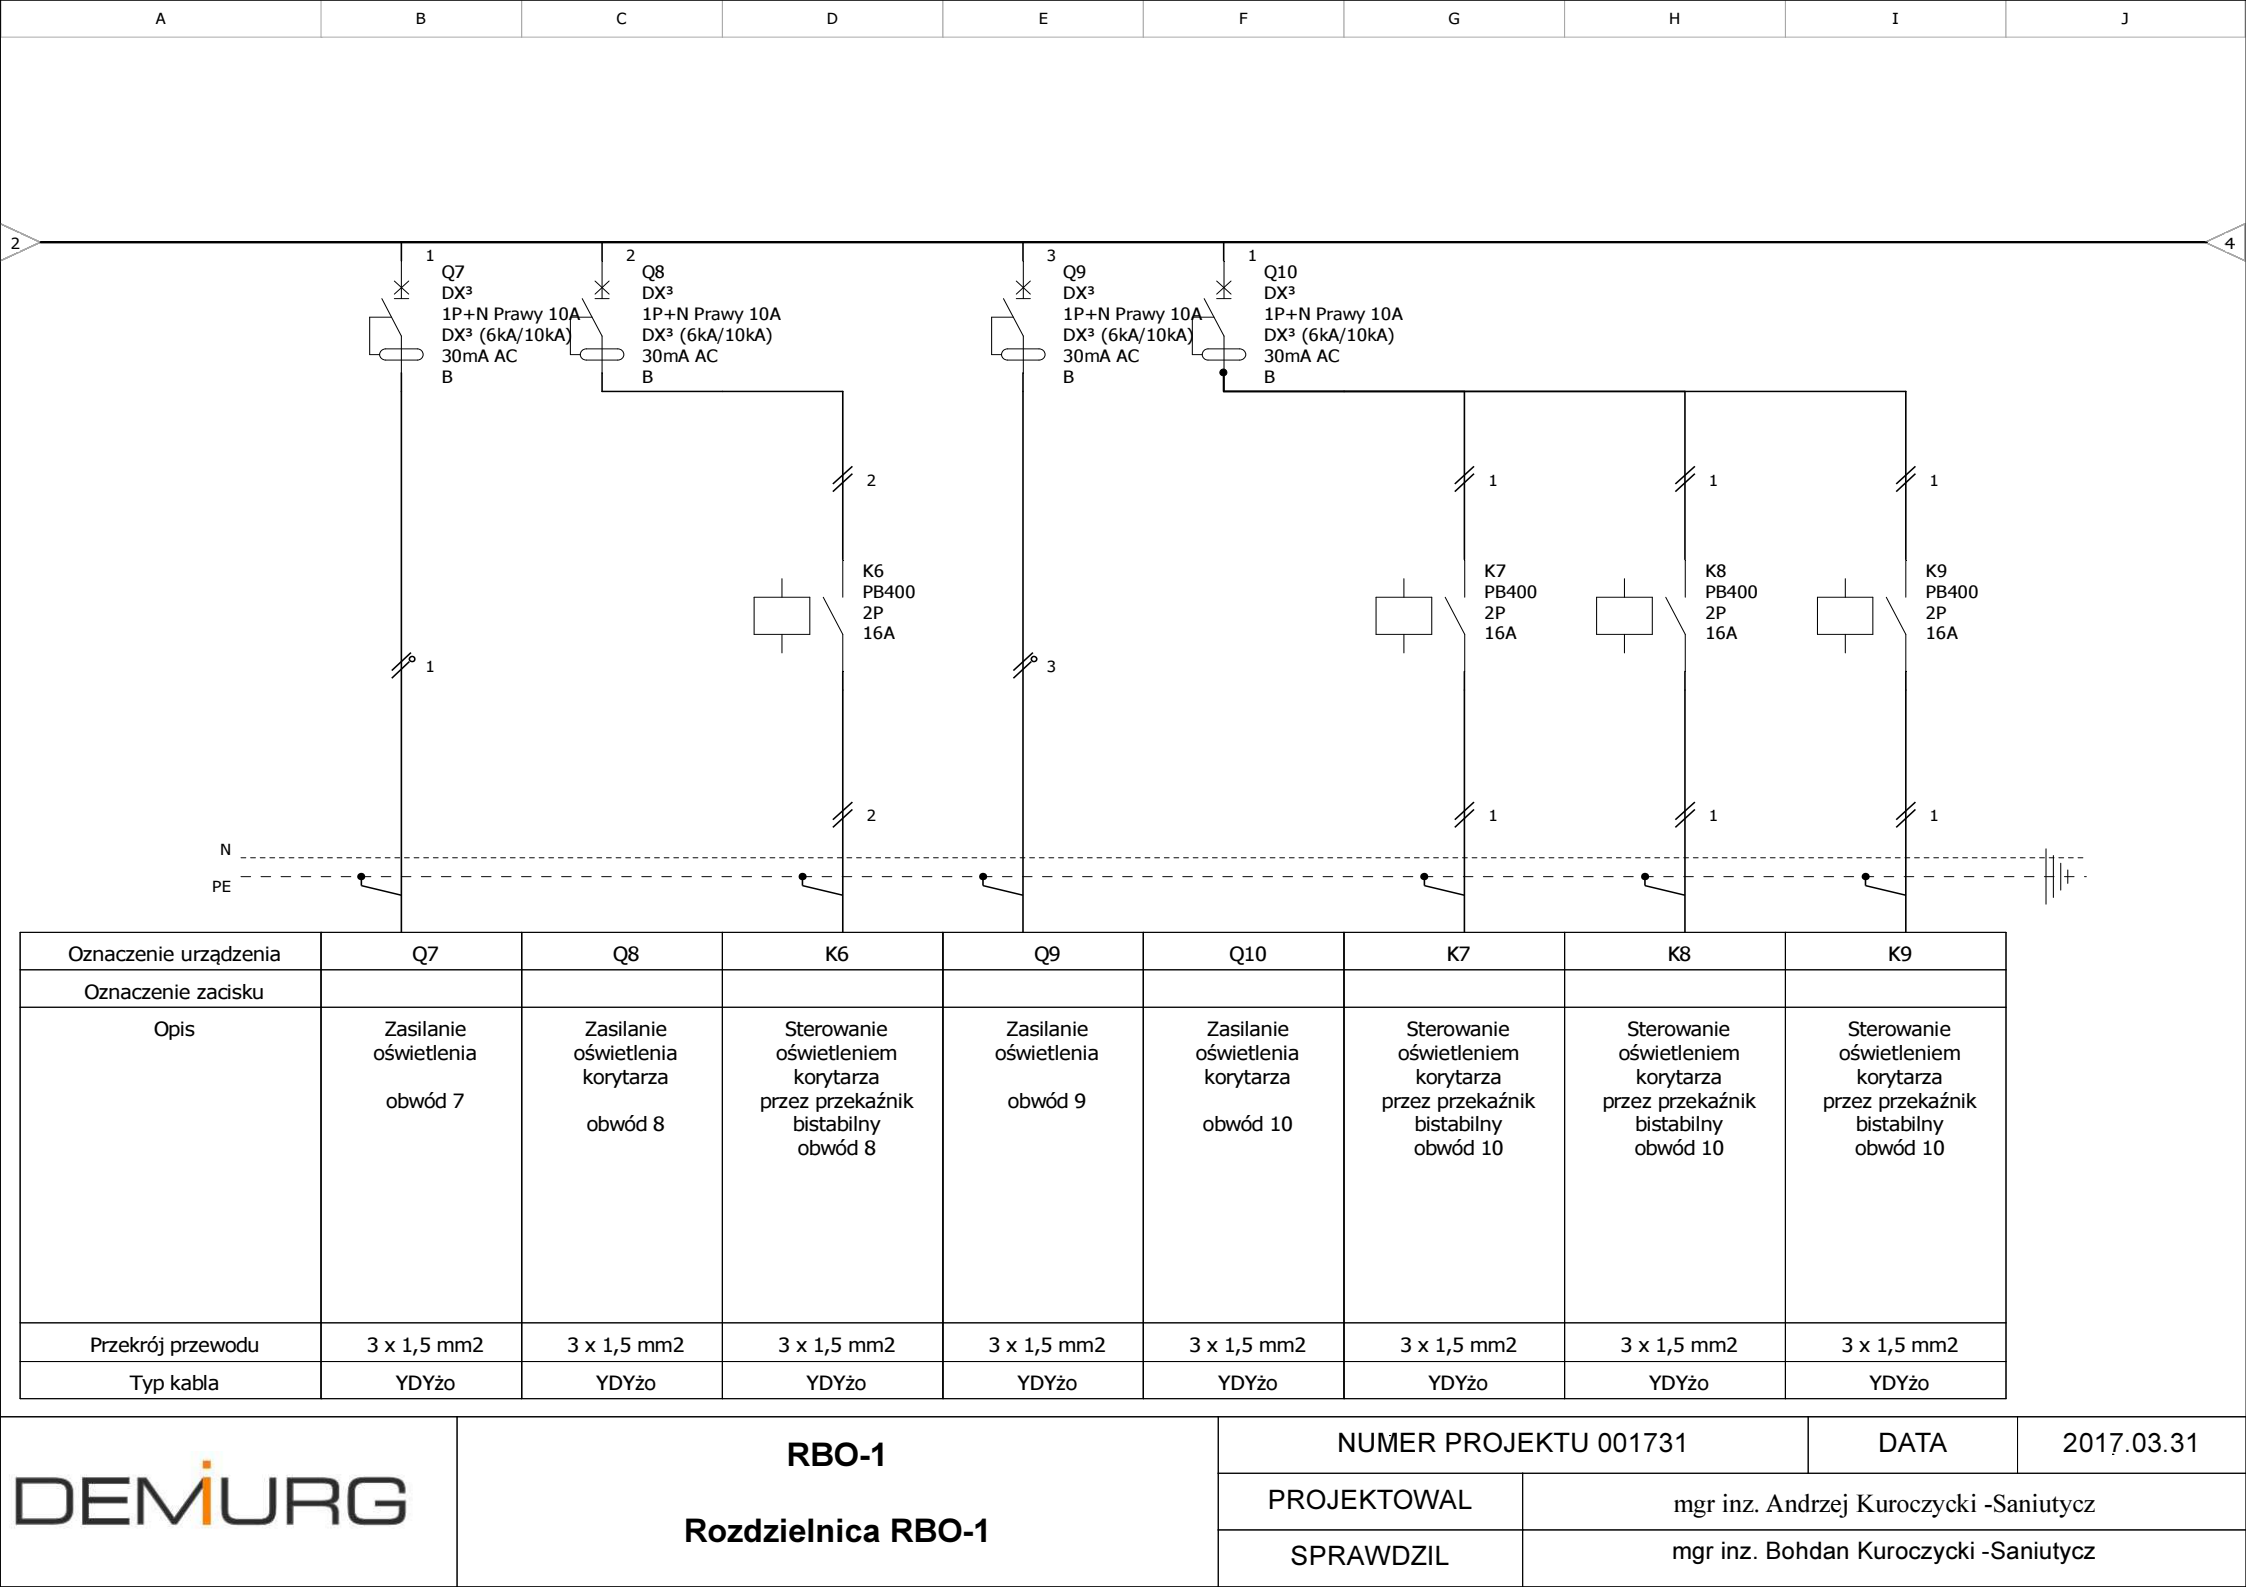 A B C D E F G H I J
2
4
1
Q7
DX³
1P+N Prawy 10A
DX³ (6kA/10kA)
30mA AC
B
2
Q8
DX³
1P+N Prawy 10A
DX³ (6kA/10kA)
30mA AC
B
3
Q9
DX³
1P+N Prawy 10A
DX³ (6kA/10kA)
30mA AC
B
1
Q10
DX³
1P+N Prawy 10A
DX³ (6kA/10kA)
30mA AC
B
2 1 1 1
K6
PB400
2P
16A
K7
PB400
2P
16A
K8
PB400
2P
16A
K9
PB400
2P
16A
1 3
2 1 1 1
N
PE
Oznaczenie urządzenia Q7 Q8 K6 Q9 Q10 K7 K8 K9
Oznaczenie zacisku
Opis
Zasilanie
oświetlenia
obwód 7
Zasilanie
oświetlenia
korytarza
obwód 8
Sterowanie
oświetleniem
korytarza
przez przekaźnik
bistabilny
obwód 8
Zasilanie
oświetlenia
obwód 9
Zasilanie
oświetlenia
korytarza
obwód 10
Sterowanie
oświetleniem
korytarza
przez przekaźnik
bistabilny
obwód 10
Sterowanie
oświetleniem
korytarza
przez przekaźnik
bistabilny
obwód 10
Sterowanie
oświetleniem
korytarza
przez przekaźnik
bistabilny
obwód 10
Przekrój przewodu 3 x 1,5 mm2 3 x 1,5 mm2 3 x 1,5 mm2 3 x 1,5 mm2 3 x 1,5 mm2 3 x 1,5 mm2 3 x 1,5 mm2 3 x 1,5 mm2
Typ kabla YDYżo YDYżo YDYżo YDYżo YDYżo YDYżo YDYżo YDYżo
DEMiURG
RBO-1
Rozdzielnica RBO-1
NUMER PROJEKTU 001731 DATA 2017.03.31
PROJEKTOWAL mgr inz. Andrzej Kuroczycki -Saniutycz
SPRAWDZIL mgr inz. Bohdan Kuroczycki -Saniutycz